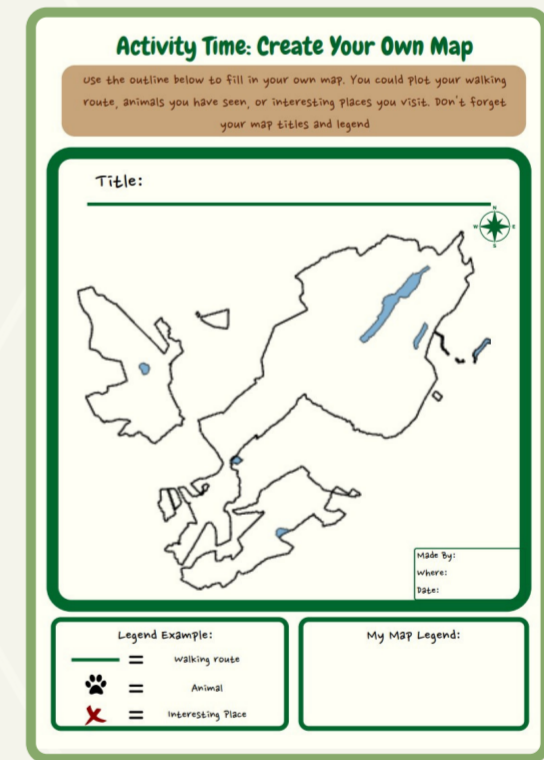 Activity Time: Create Your Own Map
Use the outline below to fill in your own map. You could plot your walking
route, animals you have seen, or interesting places you visit. Don't forget
your map titles and legend
Title:
N
W E
S
Made By:
Where:
Date:
Legend Example:
= Walking route
= Animal
= Interesting Place
My Map Legend: